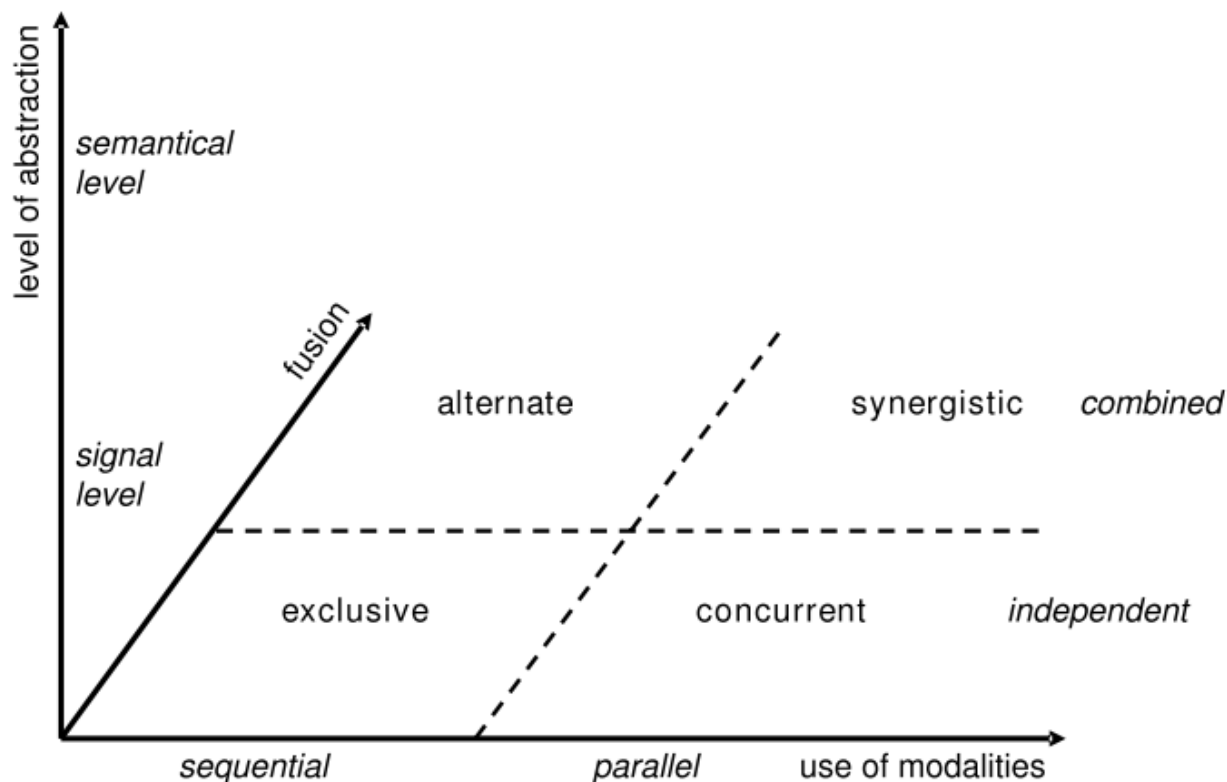 level of abstraction
semantical
level
fusion
alternate
synergistic
combined
signal
level
exclusive
concurrent
independent
sequential
parallel
use of modalities